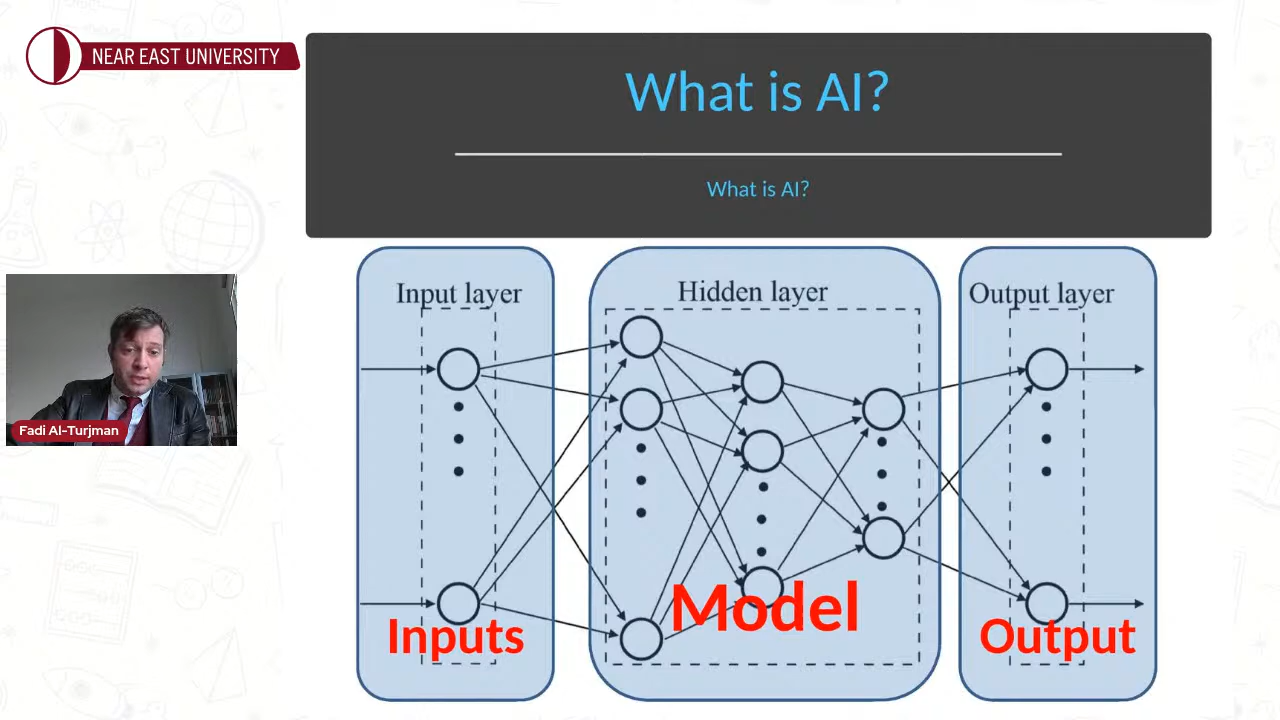 NEAR EAST UNIVERSITY
What is AI?
What is AI?
Input layer
Hidden layer
Output layer
Fadi Al-Turjman
Model
Inputs
Output